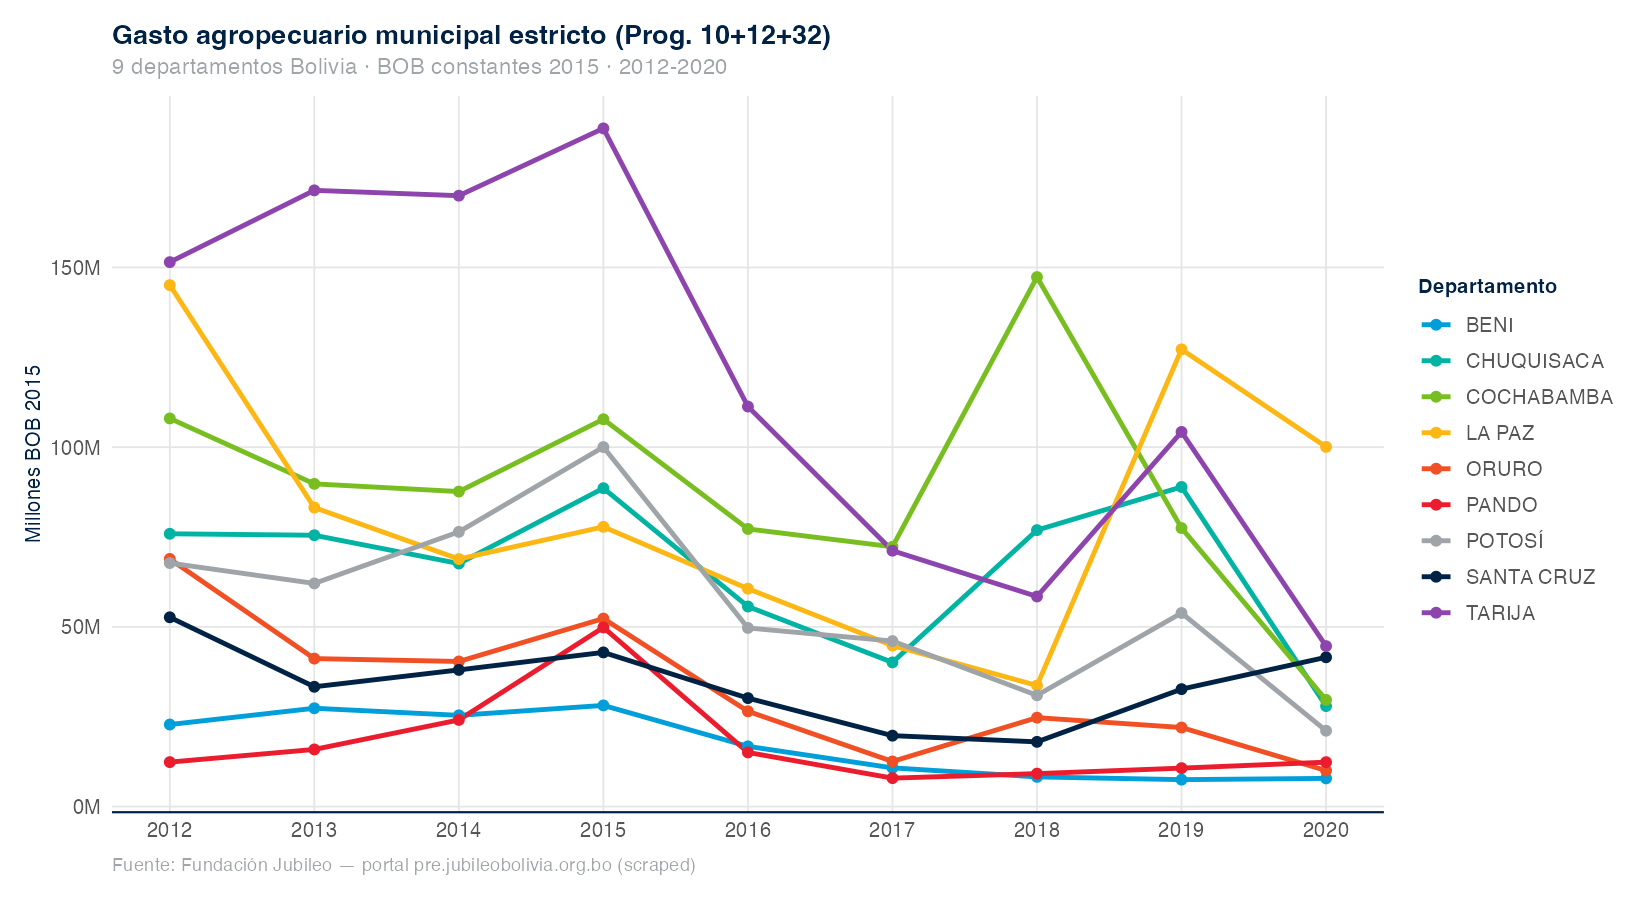 Gasto agropecuario municipal estricto (Prog. 10+12+32)
9 departamentos Bolivia · BOB constantes 2015 · 2012-2020
Millones BOB 2015
150M
100M
50M
0M
2012 2013 2014 2015 2016 2017 2018 2019 2020
Departamento
BENI
CHUQUISACA
COCHABAMBA
LA PAZ
ORURO
PANDO
POTOSÍ
SANTA CRUZ
TARIJA
Fuente: Fundación Jubileo — portal pre.jubileobolivia.org.bo (scraped)